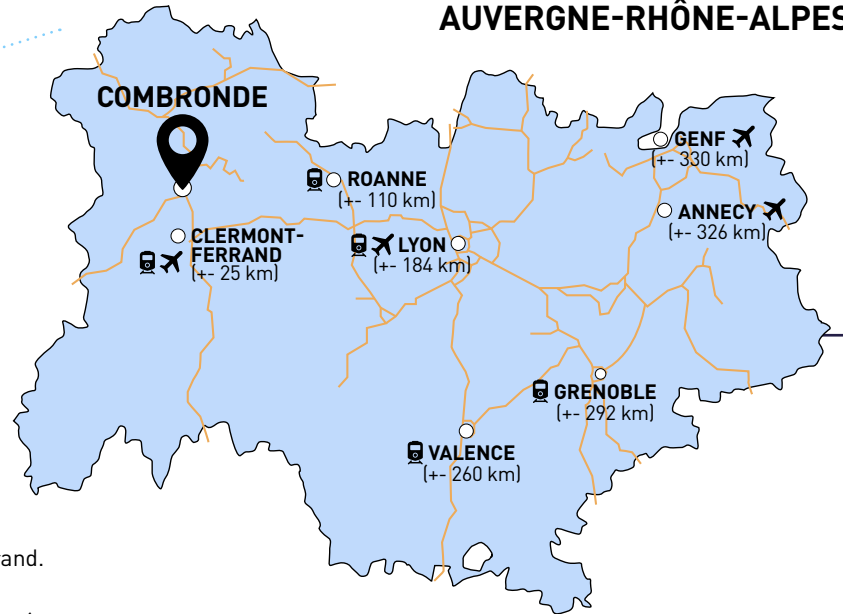 AUVERGNE-RHÔNE-ALPES
COMBRONDE
GENF
(+- 330 km)
ROANNE
(+- 110 km)
ANNECY
(+- 326 km)
CLERMONT-
FERRAND
(+- 25 km)
LYON
(+- 184 km)
GRENOBLE
(+- 292 km)
VALENCE
(+- 260 km)
rand.